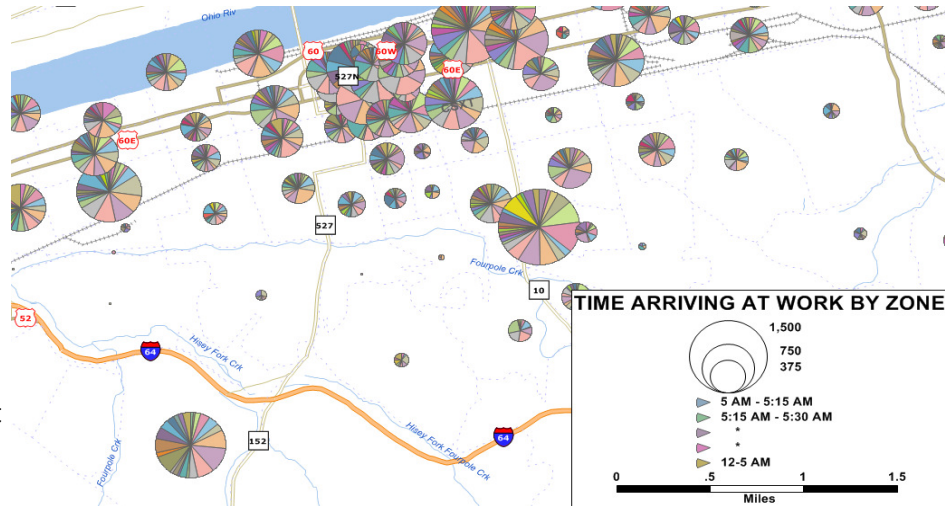 Ohio Riv
60
60W
527N
60E
CSXT
60E
527
Fourpole Crk
10
52
64
Hisey Fork Crk
152
Fourpole Crk
Hisey Fork Fourpole Crk
64
TIME ARRIVING AT WORK BY ZONE
1,500
750
375
5 AM - 5:15 AM
5:15 AM - 5:30 AM
*
*
12-5 AM
0 .5 1 1.5
Miles